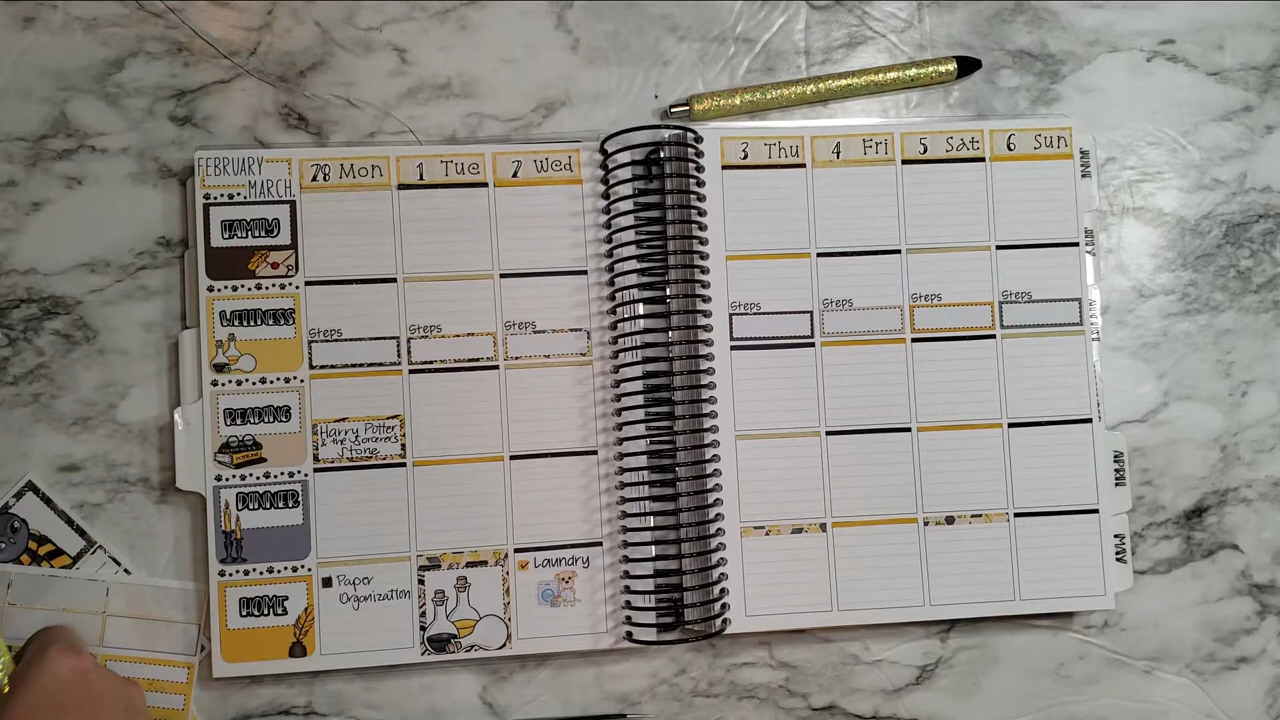 FEBRUARY
MARCH
28 Mon
1 Tue
2 Wed
3 Thu
4 Fri
5 Sat
6 Sun
FAMILY
WELLNESS
Steps
Steps
Steps
Steps
Steps
Steps
Steps
READING
Harry Potter
& the Sorcerer's
Stone
DINNER
HOME
Paper
Organization
Laundry
JUNE
JULY
APRIL
MAY